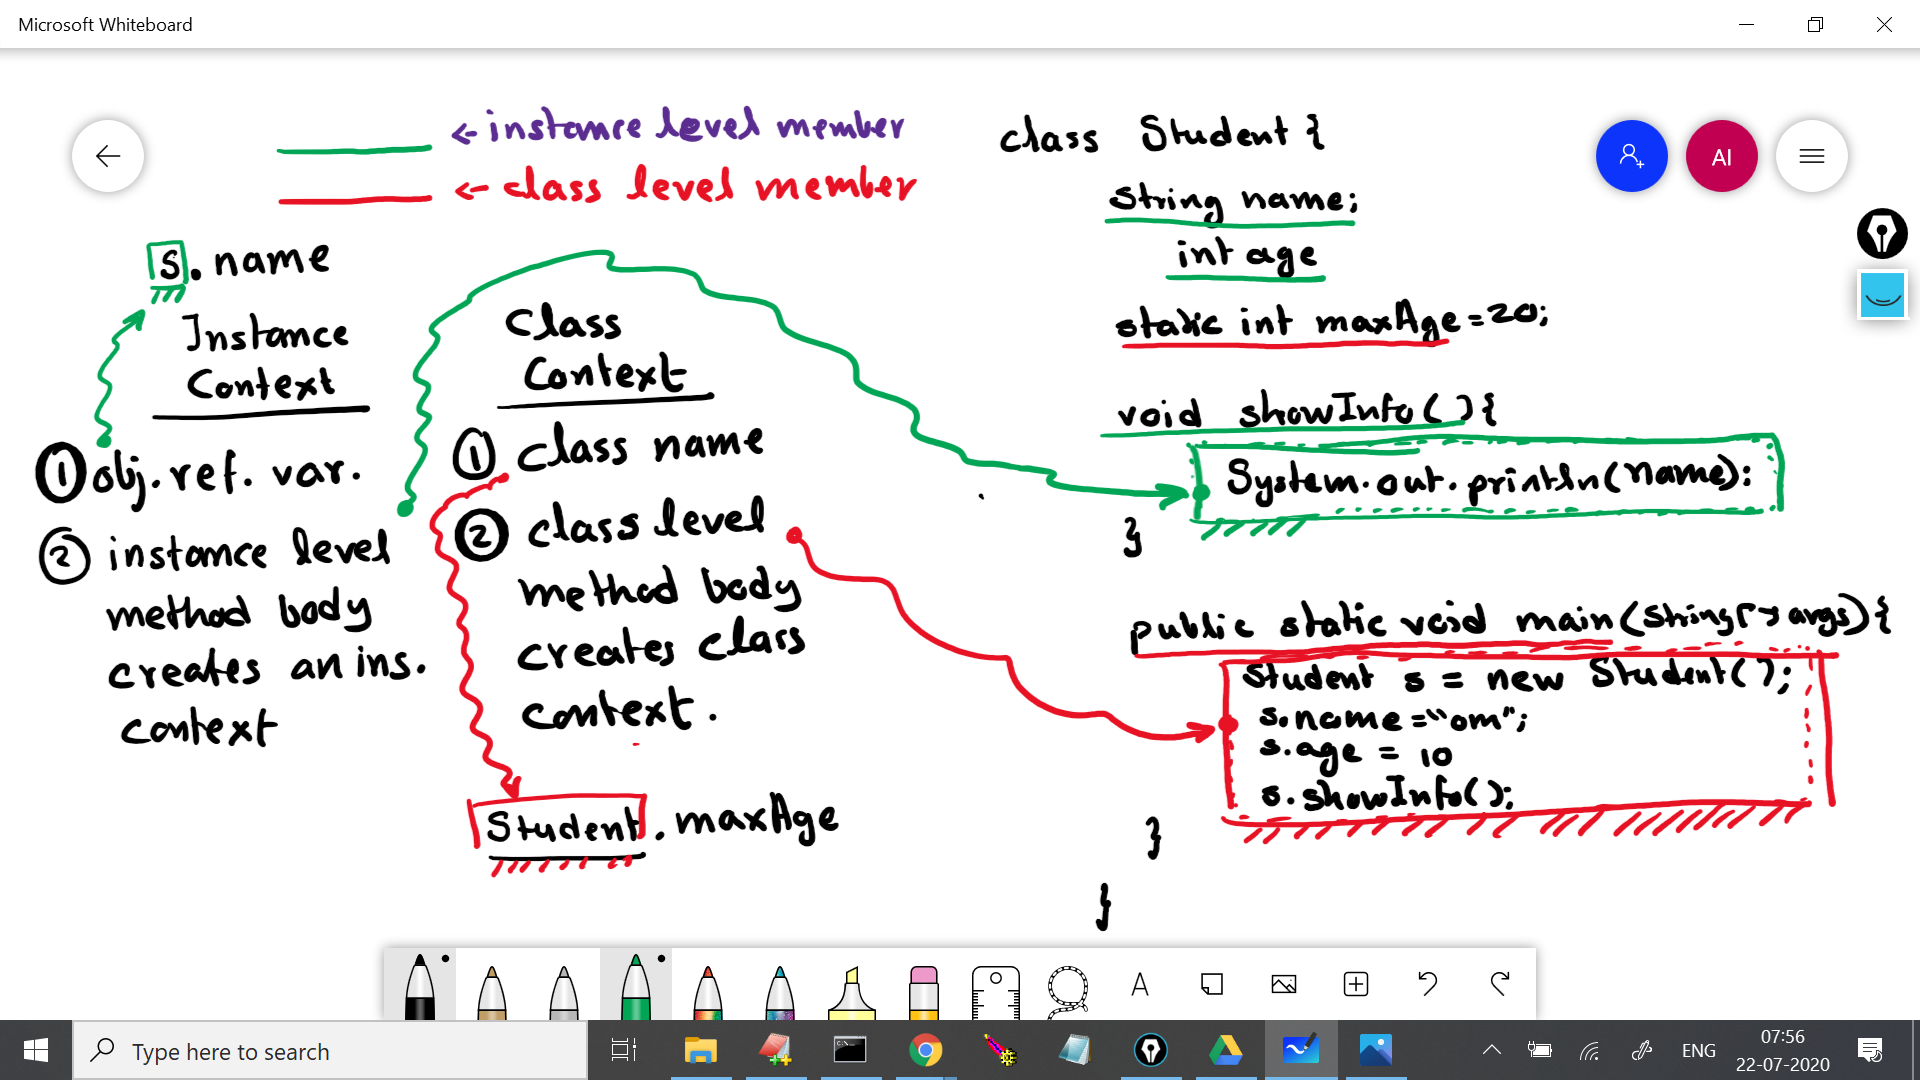 Microsoft Whiteboard
← instance level member
← class level member
AI
s.name
Instance
Context
① obj. ref. var.
② instance level
method body
creates an ins.
context
Class
Context
① class name
② class level
method body
creates class
context.
Student.maxAge
class Student {
String name;
int age
static int maxAge = 20;
void showInfo() {
System.out.println(name):
}
public static void main(String[] args) {
Student s = new Student();
s.name = "om";
s.age = 10
s.showInfo();
}
}
A
Type here to search
ENG
07:56
22-07-2020